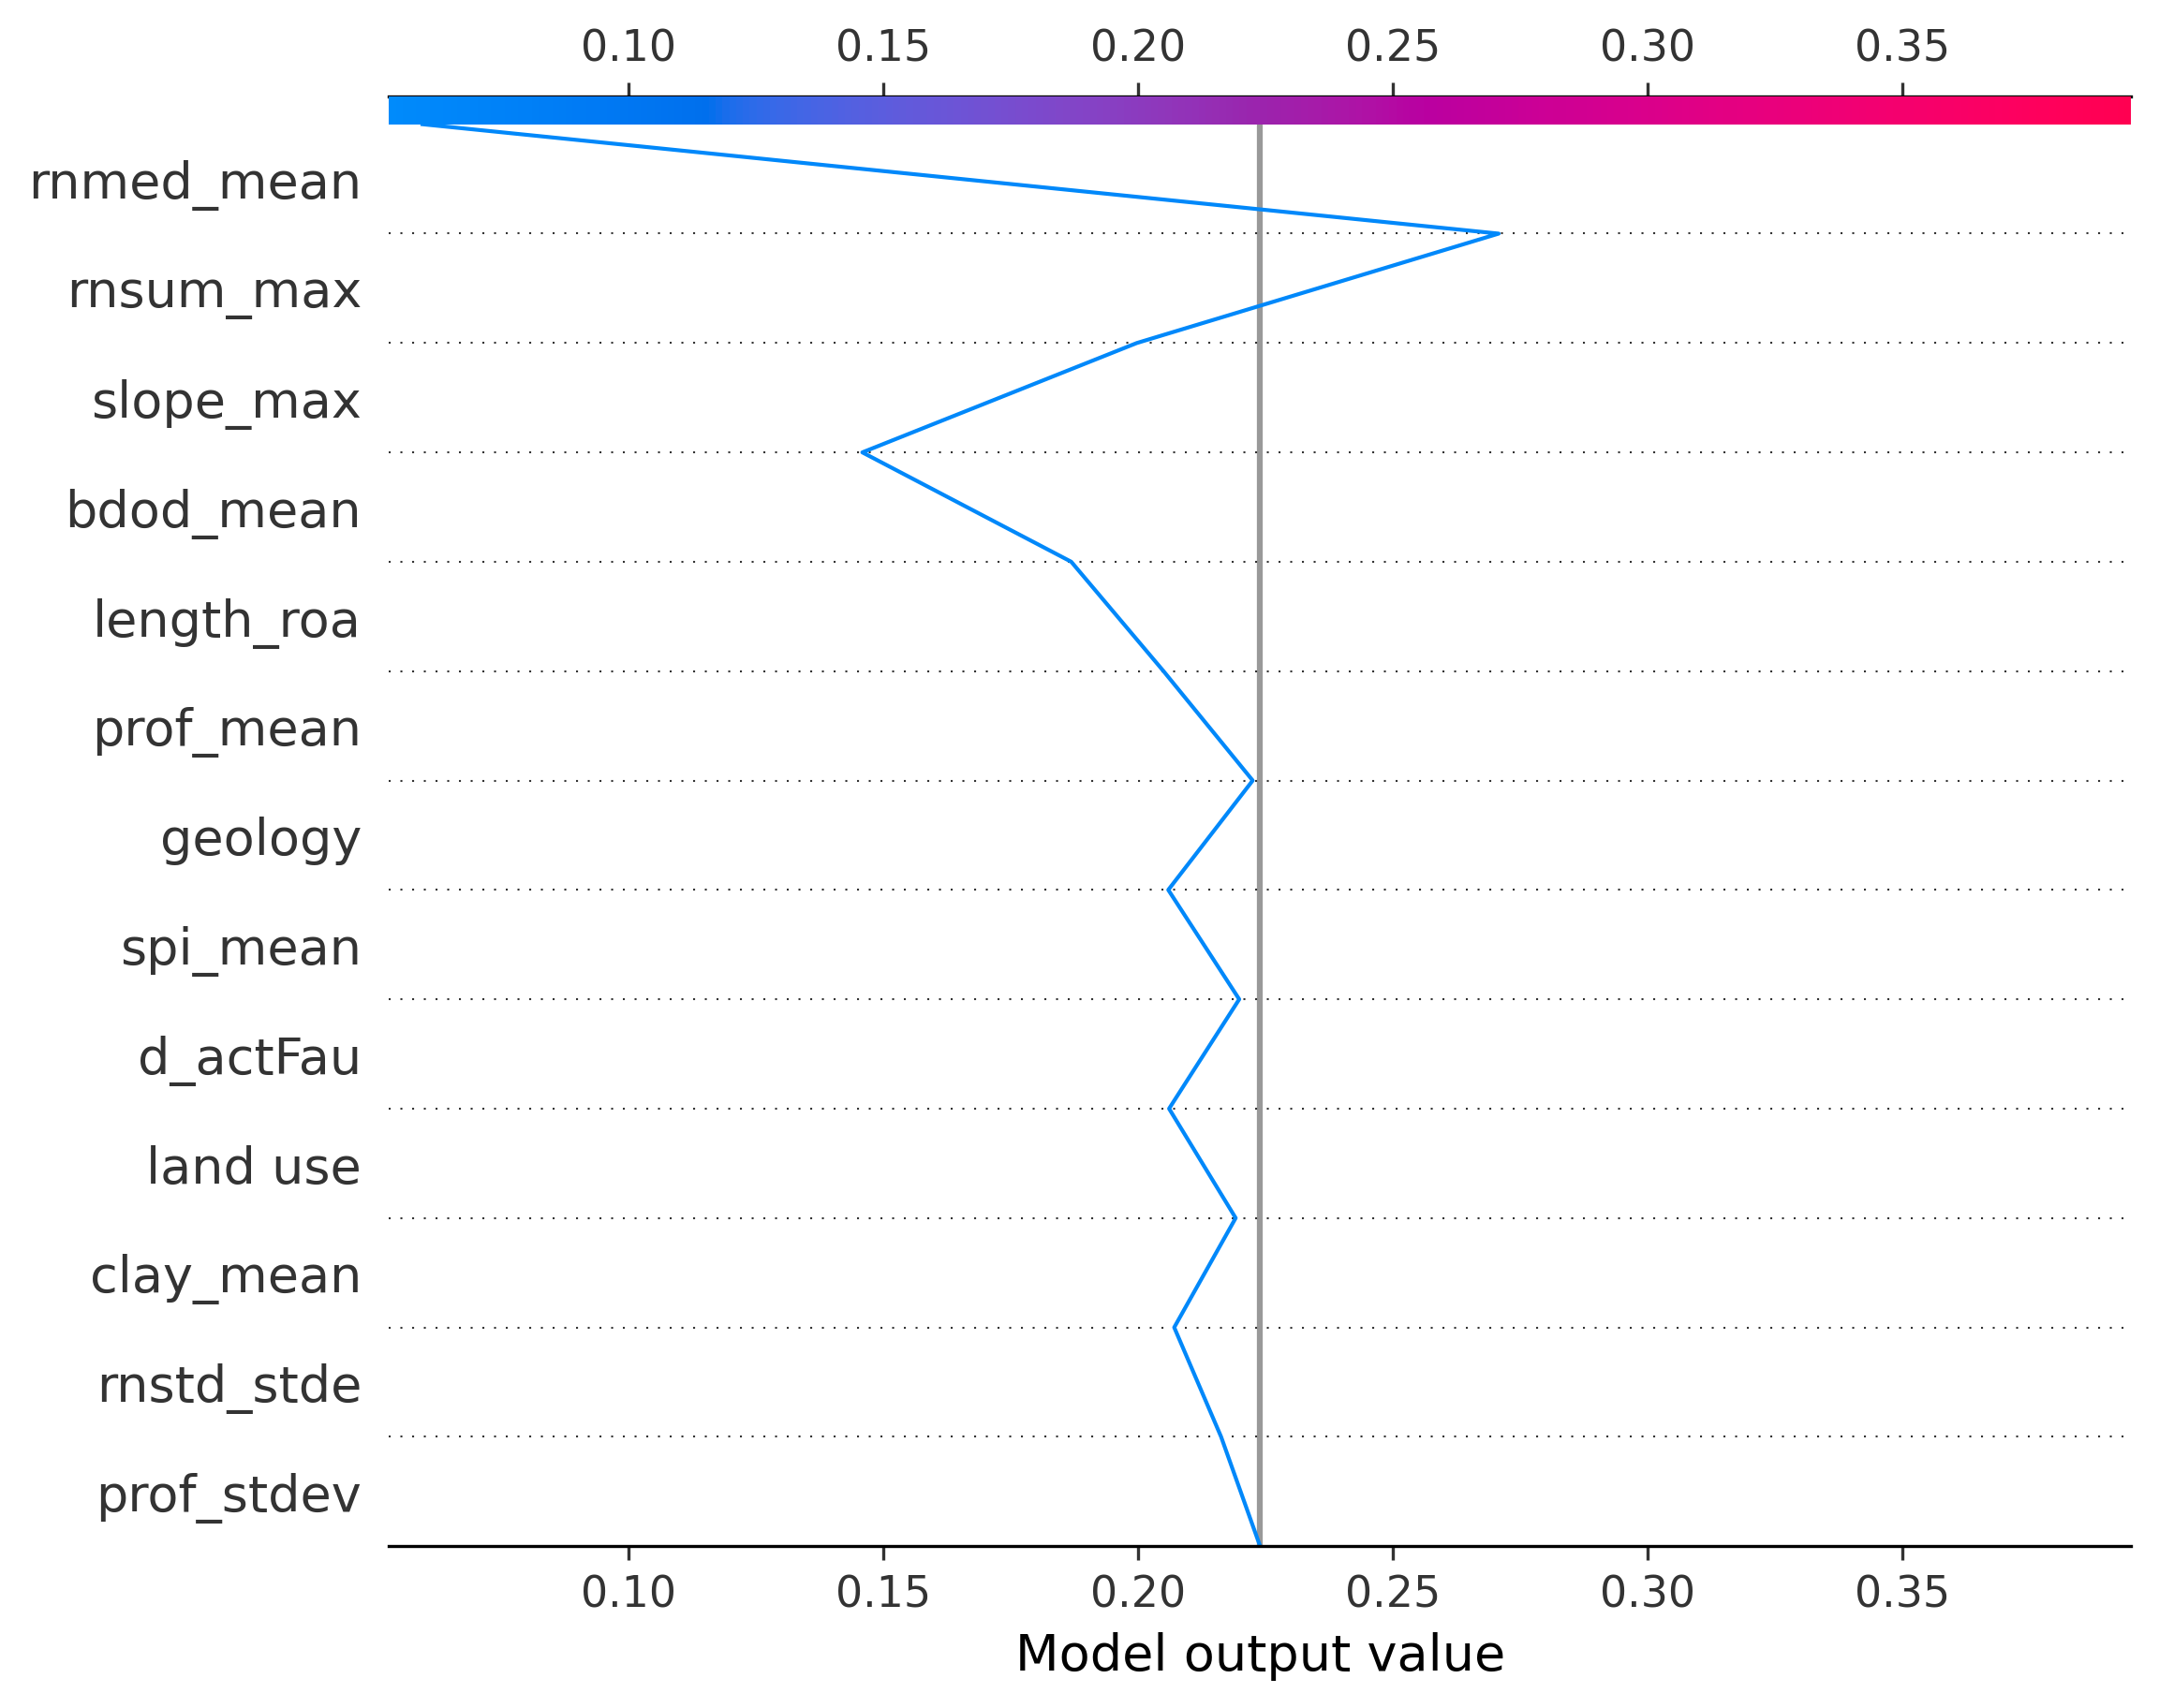 0.10 0.15 0.20 0.25 0.30 0.35
rnmed_mean
rnsum_max
slope_max
bdod_mean
length_roa
prof_mean
geology
spi_mean
d_actFau
land use
clay_mean
rnstd_stde
prof_stdev
0.10 0.15 0.20 0.25 0.30 0.35
Model output value